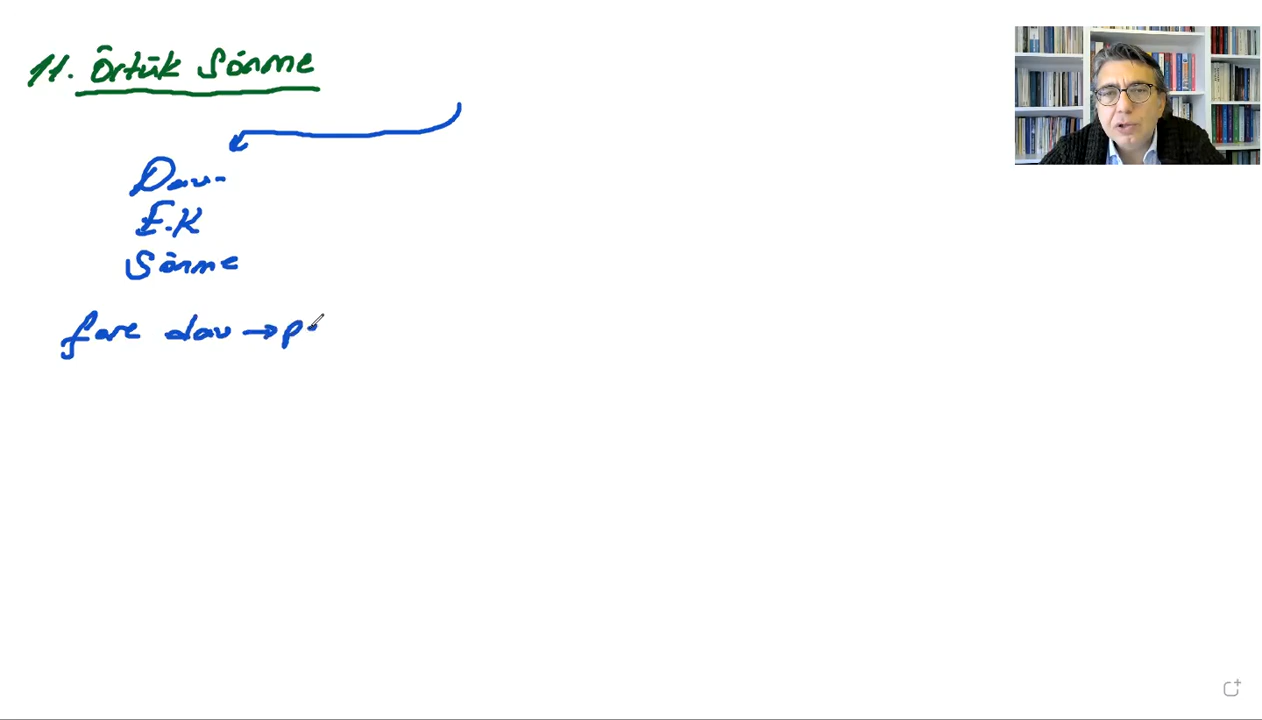 11. Örtük Sönme
Dav.
E.K
Sönme
fare dav → p